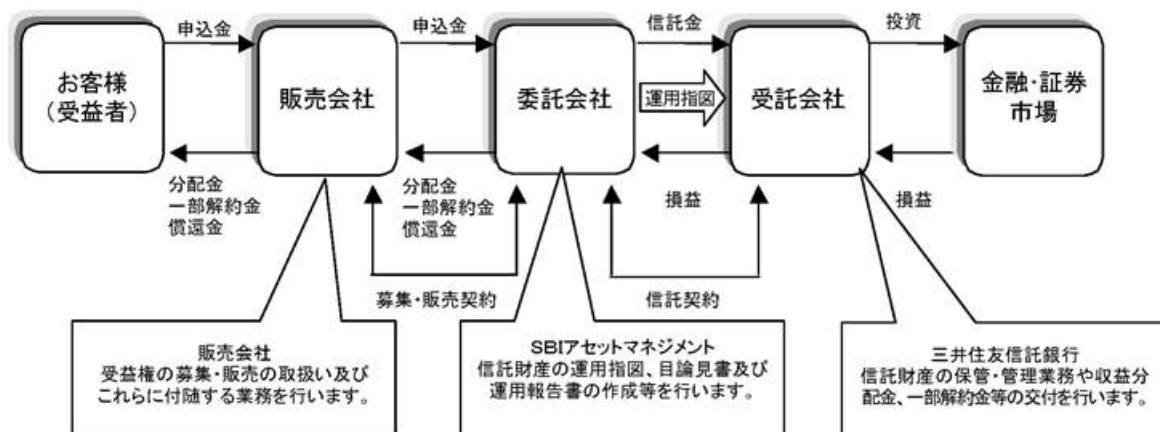 申込金
申込金
信託金
投資
お客様
（受益者）
販売会社
委託会社
運用指図
受託会社
金融・証券
市場
分配金
一部解約金
償還金
分配金
一部解約金
償還金
損益
損益
募集・販売契約
信託契約
販売会社
受益権の募集・販売の取扱い及び
これらに付随する業務を行います。
SBIアセットマネジメント
信託財産の運用指図、目論見書及び
運用報告書の作成等を行います。
三井住友信託銀行
信託財産の保管・管理業務や収益分
配金、一部解約金等の交付を行います。